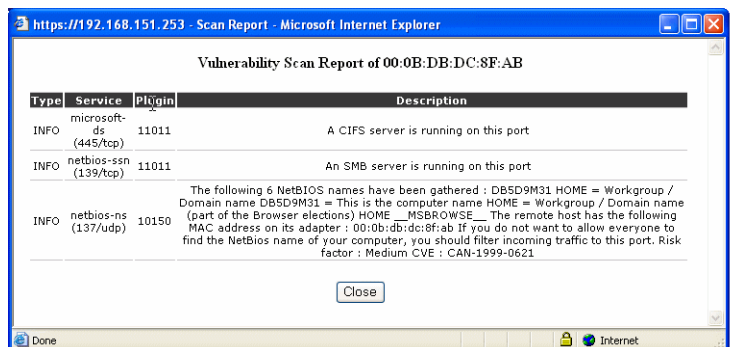 https://192.168.151.253 - Scan Report - Microsoft Internet Explorer
Vulnerability Scan Report of 00:0B:DB:DC:8F:AB
Type Service Plugin Description
INFO microsoft-ds (445/tcp) 11011 A CIFS server is running on this port
INFO netbios-ssn (139/tcp) 11011 An SMB server is running on this port
INFO netbios-ns (137/udp) 10150 The following 6 NetBIOS names have been gathered : DB5D9M31 HOME = Workgroup /
Domain name DB5D9M31 = This is the computer name HOME = Workgroup / Domain name
(part of the Browser elections) HOME __MSBROWSE__ The remote host has the following
MAC address on its adapter : 00:0b:db:dc:8f:ab If you do not want to allow everyone to
find the NetBios name of your computer, you should filter incoming traffic to this port. Risk
factor : Medium CVE : CAN-1999-0621
Close
Done Internet